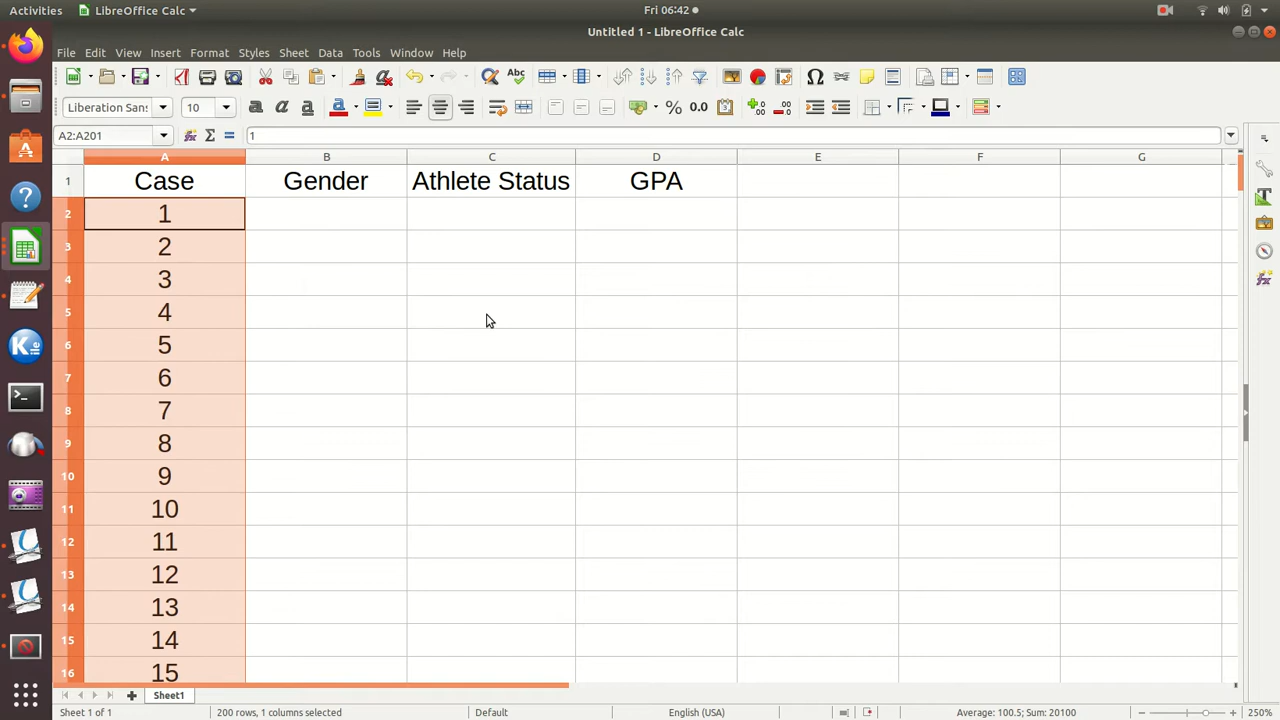 Activities LibreOffice Calc Fri 06:42
Untitled 1 - LibreOffice Calc
File Edit View Insert Format Styles Sheet Data Tools Window Help
Liberation Sans 10 % 0.0
A2:A201 Σ = 1
A B C D E F G
1 Case Gender Athlete Status GPA
2 1
3 2
4 3
5 4
6 5
7 6
8 7
9 8
10 9
11 10
12 11
13 12
14 13
15 14
16 15
Sheet1
Sheet 1 of 1 200 rows, 1 columns selected Default English (USA) Average: 100.5; Sum: 20100 250%